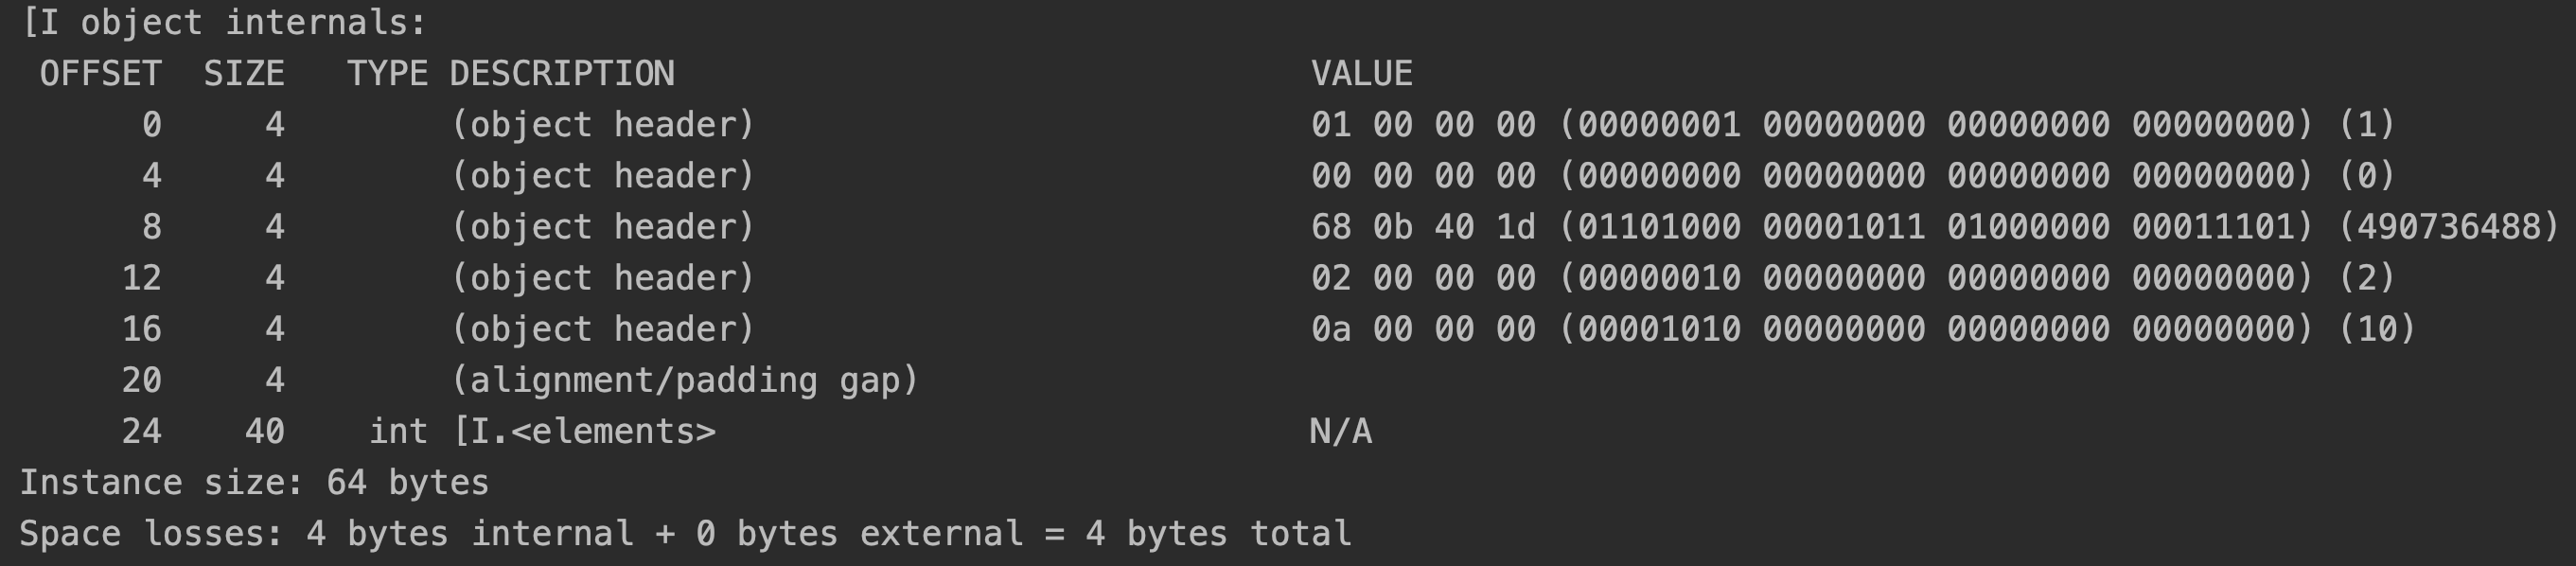 [I object internals:
 OFFSET  SIZE   TYPE DESCRIPTION                               VALUE
      0     4        (object header)                           01 00 00 00 (00000001 00000000 00000000 00000000) (1)
      4     4        (object header)                           00 00 00 00 (00000000 00000000 00000000 00000000) (0)
      8     4        (object header)                           68 0b 40 1d (01101000 00001011 01000000 00011101) (490736488)
     12     4        (object header)                           02 00 00 00 (00000010 00000000 00000000 00000000) (2)
     16     4        (object header)                           0a 00 00 00 (00001010 00000000 00000000 00000000) (10)
     20     4        (alignment/padding gap)
     24    40    int [I.<elements>                             N/A
Instance size: 64 bytes
Space losses: 4 bytes internal + 0 bytes external = 4 bytes total